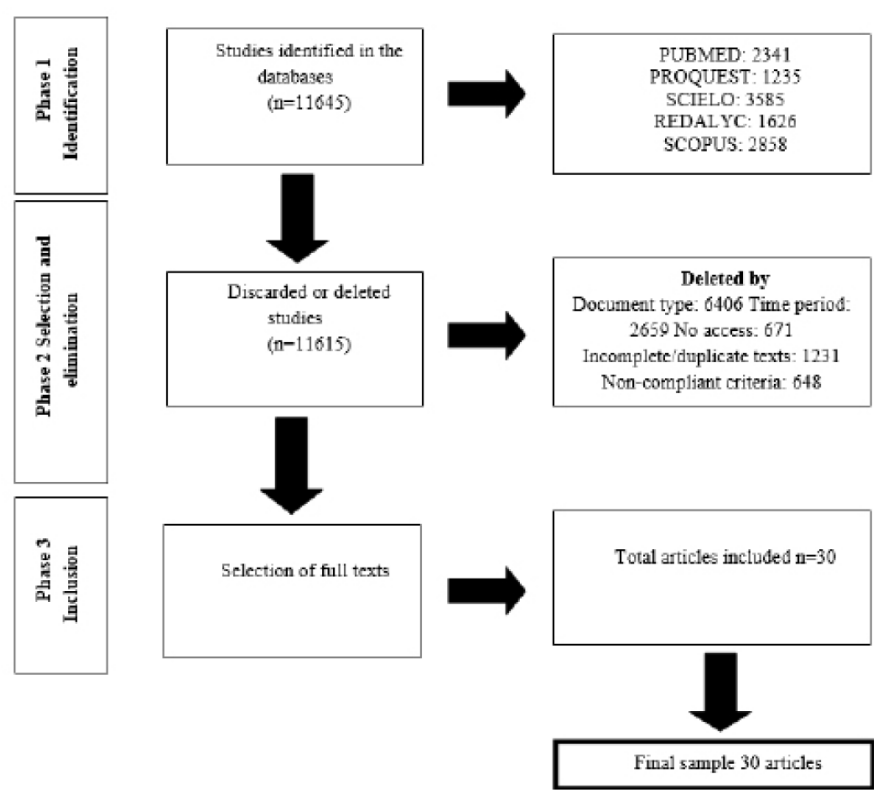 Phase 1
Identification
Studies identified in the
databases
(n=11645)
PUBMED: 2341
PROQUEST: 1235
SCIELO: 3585
REDALYC: 1626
SCOPUS: 2858
Phase 2 Selection and
elimination
Discarded or deleted
studies
(n=11615)
Deleted by
Document type: 6406 Time period:
2659 No access: 671
Incomplete/duplicate texts: 1231
Non-compliant criteria: 648
Phase 3
Inclusion
Selection of full texts
Total articles included n=30
Final sample 30 articles